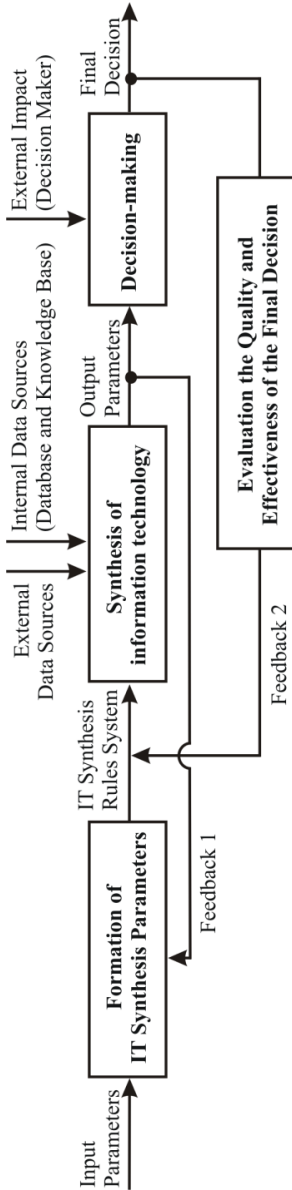 Input
Parameters
Formation of
IT Synthesis Parameters
IT Synthesis
Rules System
External
Data Sources
Internal Data Sources
(Database and Knowledge Base)
Synthesis of
information technology
Output
Parameters
External Impact
(Decision Maker)
Decision-making
Final
Decision
Feedback 1
Feedback 2
Evaluation the Quality and
Effectiveness of the Final Decision